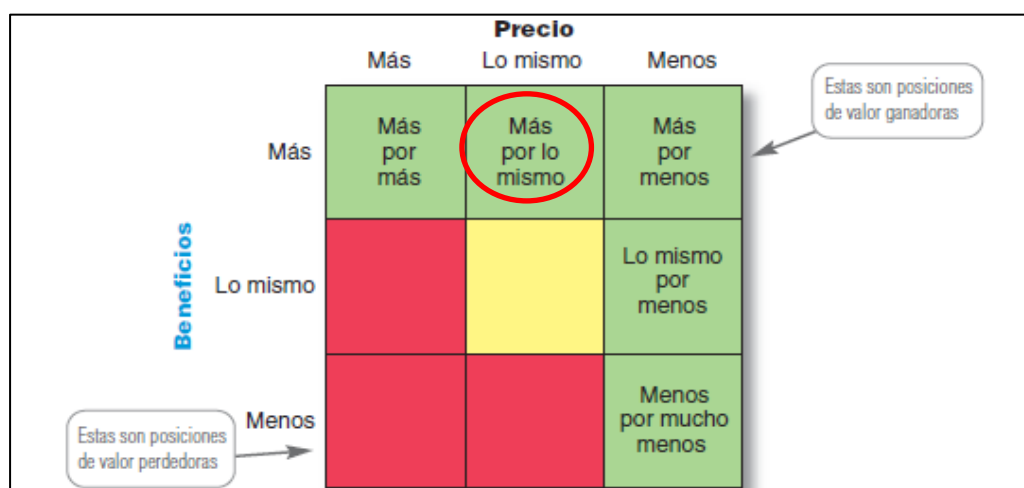 Precio
Más Lo mismo Menos
Estas son posiciones
de valor ganadoras
Más
Más
por
más
Más
por lo
mismo
Más
por
menos
Beneficios
Lo mismo
Lo mismo
por
menos
Menos
Menos
por mucho
menos
Estas son posiciones
de valor perdedoras